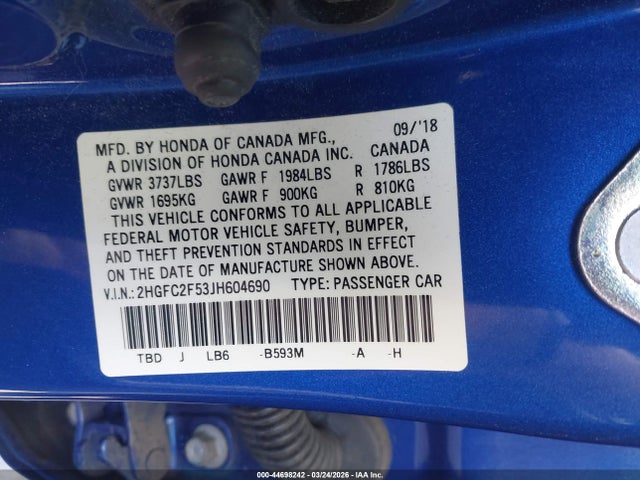 MFD. BY HONDA OF CANADA MFG., 09/'18
A DIVISION OF HONDA CANADA INC. CANADA
GVWR 3737LBS GAWR F 1984LBS R 1786LBS
GVWR 1695KG GAWR F 900KG R 810KG
THIS VEHICLE CONFORMS TO ALL APPLICABLE
FEDERAL MOTOR VEHICLE SAFETY, BUMPER,
AND THEFT PREVENTION STANDARDS IN EFFECT
ON THE DATE OF MANUFACTURE SHOWN ABOVE.
V.I.N.: 2HGFC2F53JH604690 TYPE: PASSENGER CAR
TBD J LB6 -B593M -A -H
000-44698242 - 03/24/2026 - IAA Inc.